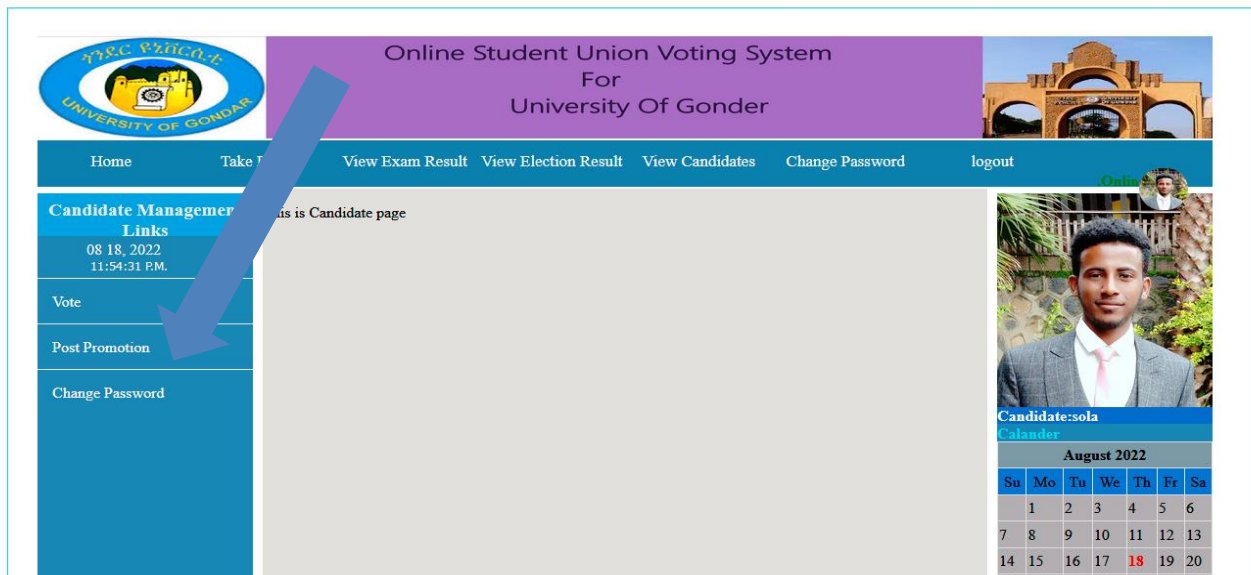 ጎንደር ዩኒቨርሲቲ
UNIVERSITY OF GONDAR
Online Student Union Voting System
For
University Of Gonder
Home Take View Exam Result View Election Result View Candidates Change Password logout
.Onlin
Candidate Managemen
Links
08 18, 2022
11:54:31 P.M.
is is Candidate page
Vote
Post Promotion
Change Password
Candidate:sola
Calander
August 2022
Su Mo Tu We Th Fr Sa
1 2 3 4 5 6
7 8 9 10 11 12 13
14 15 16 17 18 19 20